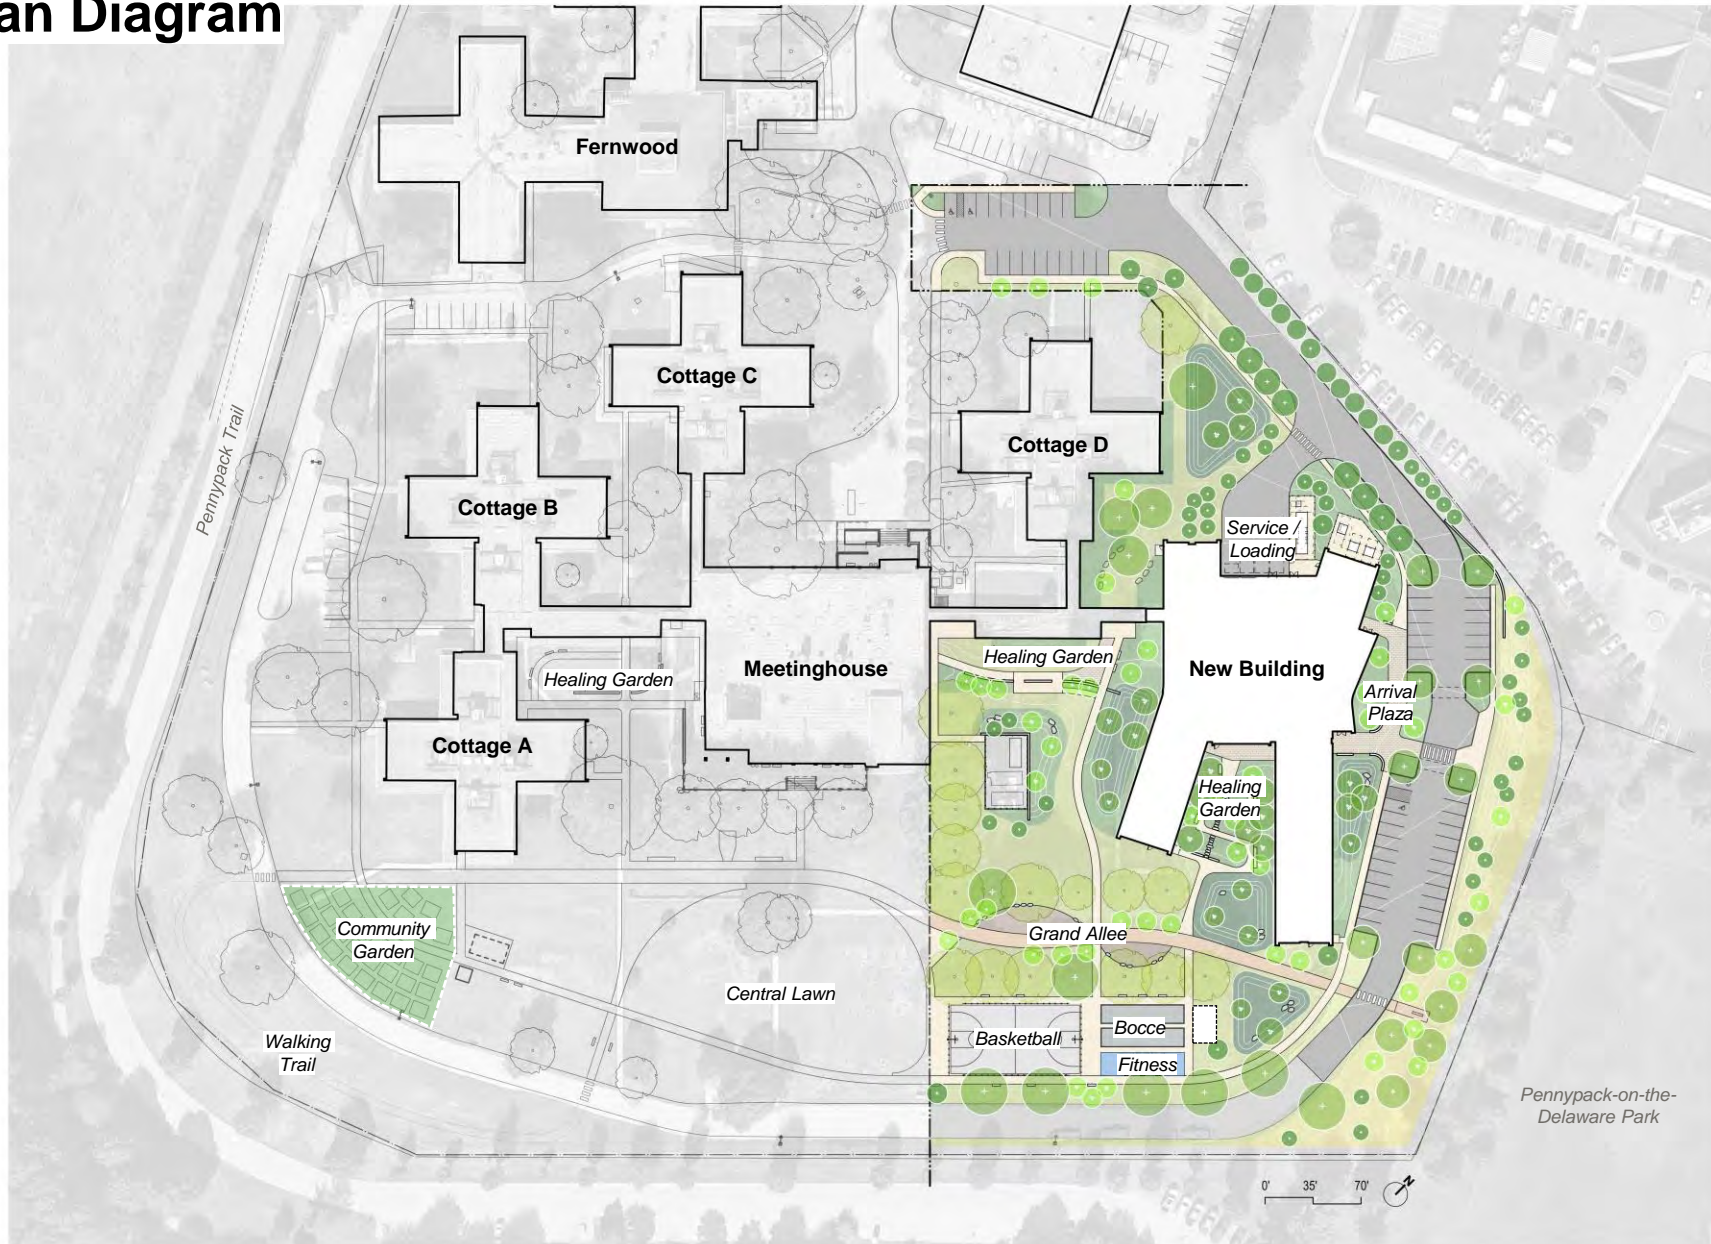 an Diagram
Fernwood
Cottage C
Cottage D
Pennypack Trail
Cottage B
Service /
Loading
Healing Garden
Healing Garden
Meetinghouse
New Building
Arrival
Plaza
Cottage A
Healing
Garden
Community
Garden
Grand Allee
Central Lawn
Walking
Trail
Basketball
Bocce
Fitness
Pennypack-on-the-
Delaware Park
0' 35' 70'
N